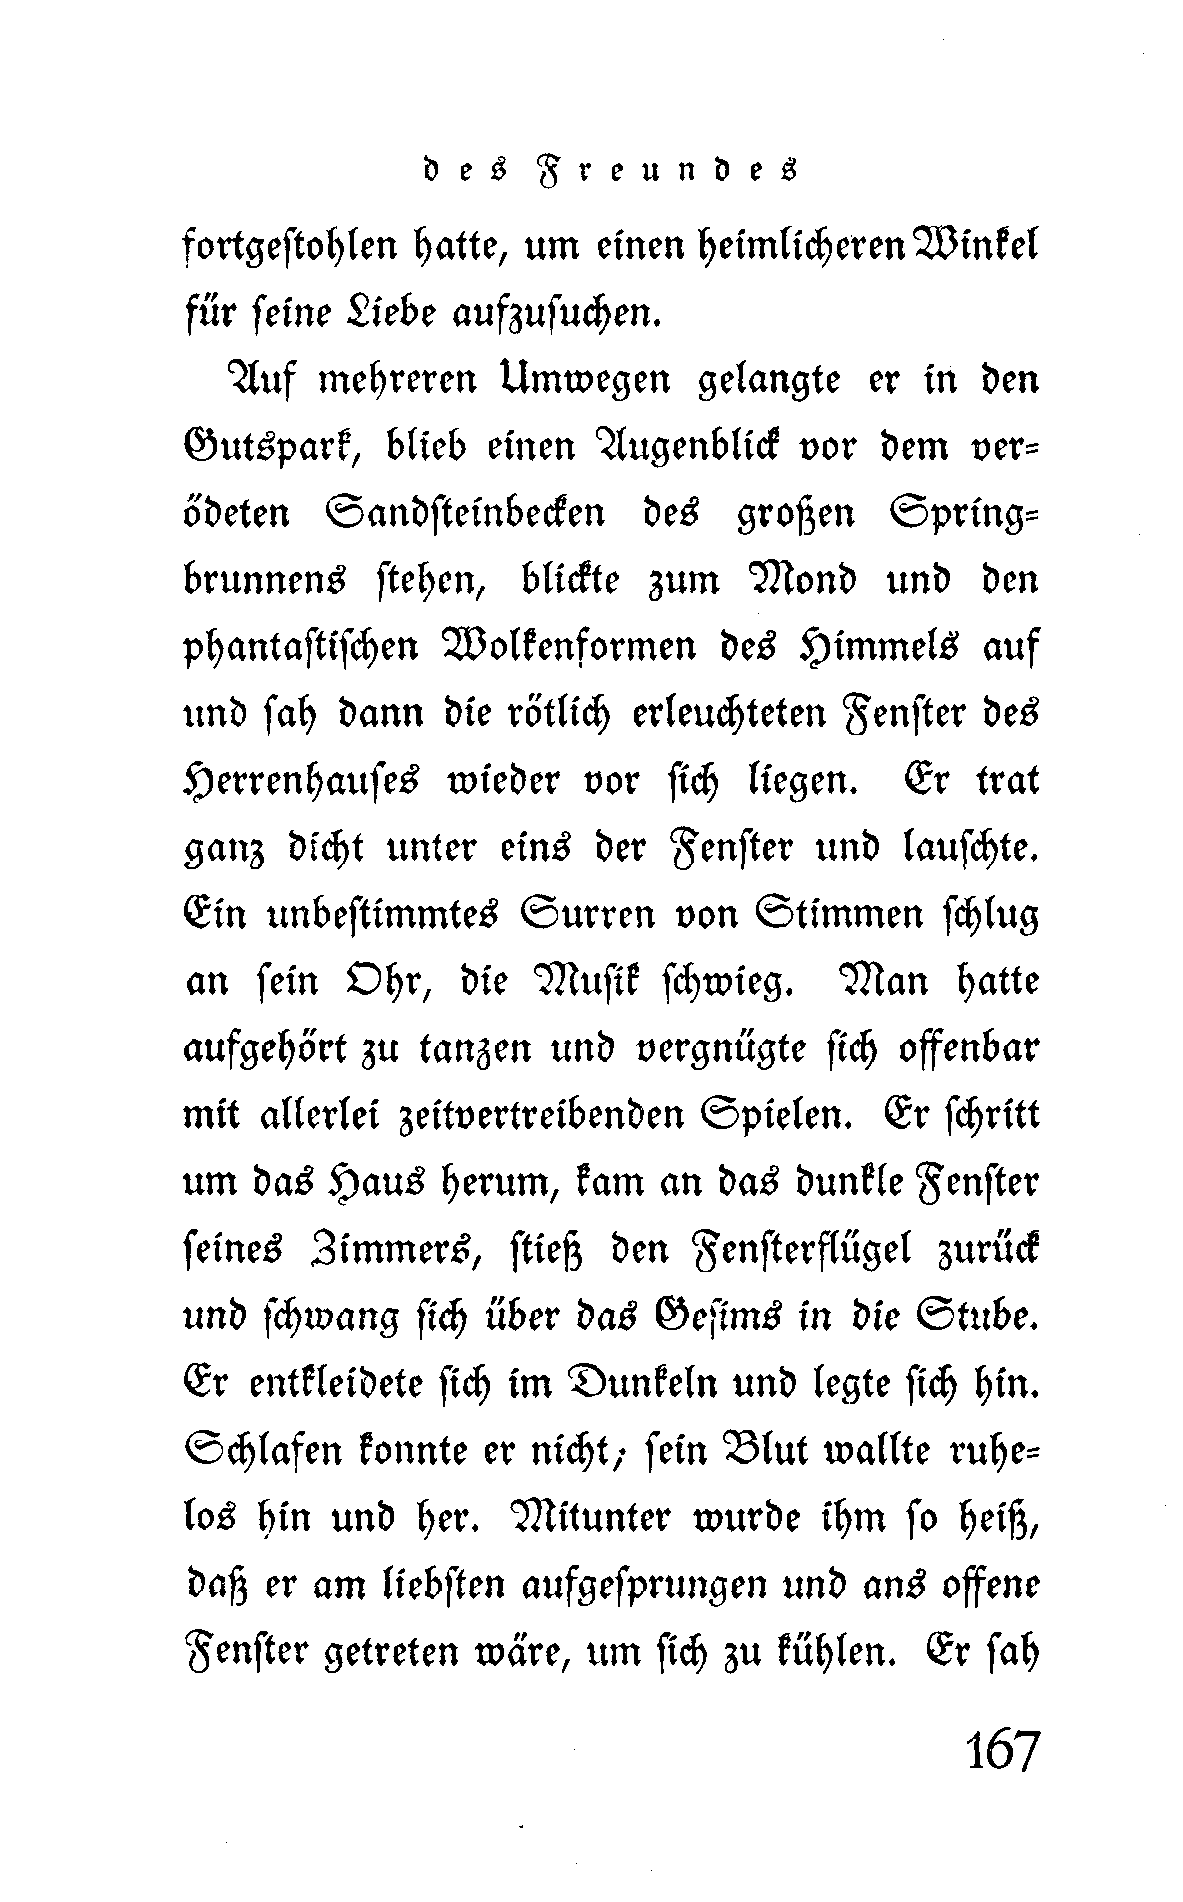 des Freundes
fortgeſtohlen hatte, um einen heimlicheren Winkel
für ſeine Liebe aufzuſuchen.
Auf mehreren Umwegen gelangte er in den
Gutspark, blieb einen Augenblick vor dem ver⸗
ödeten Sandſteinbecken des großen Spring⸗
brunnens ſtehen, blickte zum Mond und den
phantaſtiſchen Wolkenformen des Himmels auf
und ſah dann die rötlich erleuchteten Fenſter des
Herrenhauſes wieder vor ſich liegen. Er trat
ganz dicht unter eins der Fenſter und lauſchte.
Ein unbeſtimmtes Surren von Stimmen ſchlug
an ſein Ohr, die Muſik ſchwieg. Man hatte
aufgehört zu tanzen und vergnügte ſich offenbar
mit allerlei zeitvertreibenden Spielen. Er ſchritt
um das Haus herum, kam an das dunkle Fenſter
ſeines Zimmers, ſtieß den Fenſterflügel zurück
und ſchwang ſich über das Geſims in die Stube.
Er entkleidete ſich im Dunkeln und legte ſich hin.
Schlafen konnte er nicht; ſein Blut wallte ruhe⸗
los hin und her. Mitunter wurde ihm ſo heiß,
daß er am liebſten aufgeſprungen und ans offene
Fenſter getreten wäre, um ſich zu kühlen. Er ſah
167